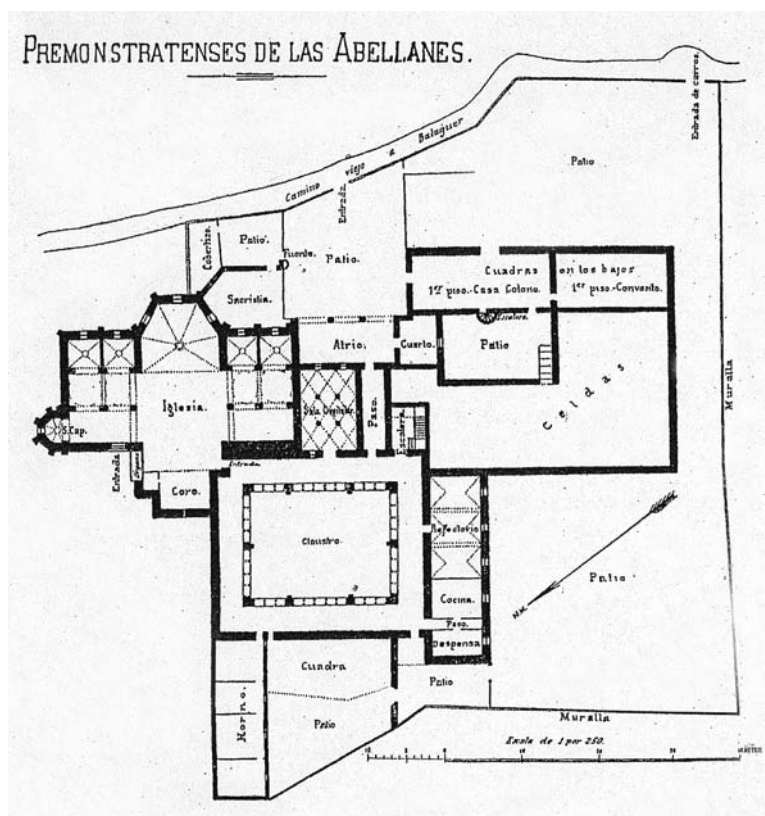 PREMONSTRATENSES DE LAS ABELLANES.
Entrada de carros.
Camino viejo a Balaguer
Entrada.
Patio
Cobertizo.
Patio.
Fuente.
Patio.
Cuadras en los bajos
1er piso.-Casa Colono. 1er piso.-Convento.
Sacristia.
Escalera.
Atrio.
Cuarto.
Patio
Muralla
Celdas
Iglesia.
Sala Capitular.
Paso.
Escalera.
S. Cap.
Entrada
Entrada.
Coro.
Refectorio
Claustro.
Patio
Cocina.
N.M.
Paso.
Despensa
Cuadra
Patio
Horno.
Patio
Muralla
Escala de 1 por 250.